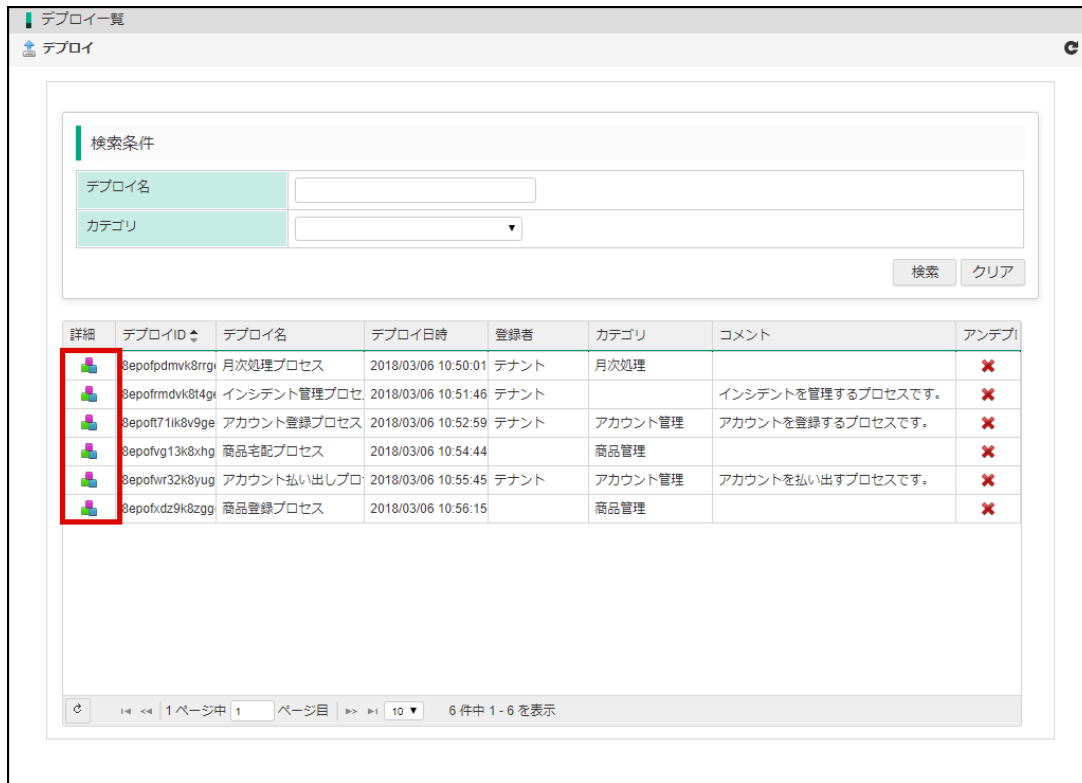 デプロイ一覧
デプロイ
検索条件
デプロイ名
カテゴリ
検索 クリア
詳細 デプロイID デプロイ名 デプロイ日時 登録者 カテゴリ コメント アンデプ
8epofpdmvk8rrg 月次処理プロセス 2018/03/06 10:50:01 テナント 月次処理
8epofrmdvk8t4g インシデント管理プロセ 2018/03/06 10:51:46 テナント インシデントを管理するプロセスです。
8epoft71ik8v9ge アカウント登録プロセス 2018/03/06 10:52:59 テナント アカウント管理 アカウントを登録するプロセスです。
8epofvg13k8xhg 商品宅配プロセス 2018/03/06 10:54:44 商品管理
8epofwr32k8yug アカウント払い出しプロ 2018/03/06 10:55:45 テナント アカウント管理 アカウントを払い出すプロセスです。
8epofxdz9k8zgg 商品登録プロセス 2018/03/06 10:56:15 商品管理
1 ページ中 1 ページ目 10 6 件中 1 - 6 を表示